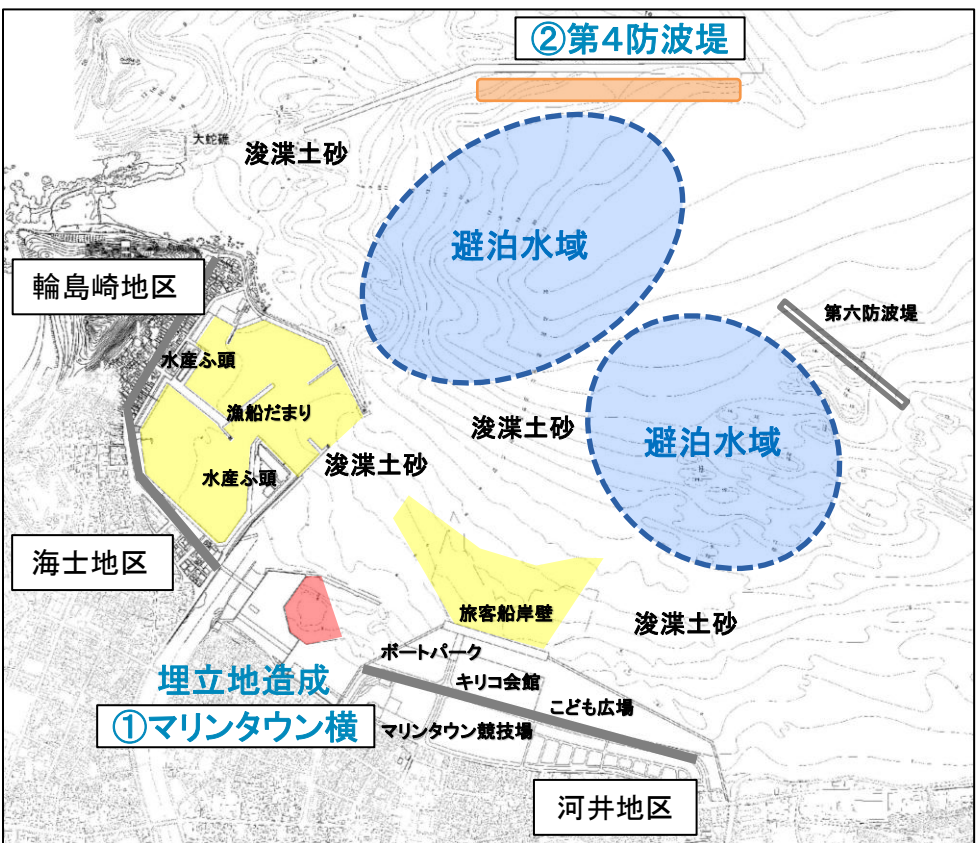 ②第4防波堤
大蛇礁
浚渫土砂
避泊水域
輪島崎地区
第六防波堤
水産ふ頭
漁船だまり
浚渫土砂
避泊水域
浚渫土砂
水産ふ頭
海士地区
旅客船岸壁
浚渫土砂
ボートパーク
埋立地造成
キリコ会館
こども広場
①マリンタウン横
マリンタウン競技場
河井地区